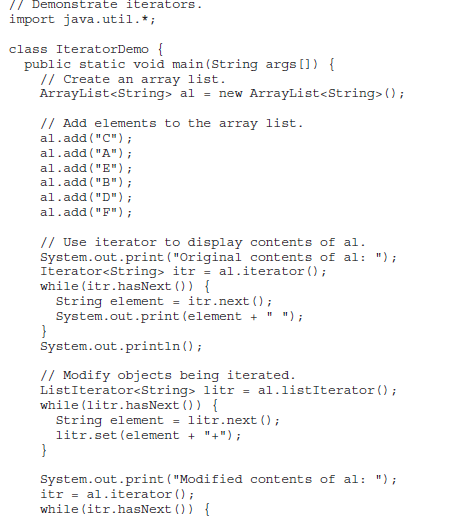 // Demonstrate iterators.
import java.util.*;

class IteratorDemo {
  public static void main(String args[]) {
    // Create an array list.
    ArrayList<String> al = new ArrayList<String>();

    // Add elements to the array list.
    al.add("C");
    al.add("A");
    al.add("E");
    al.add("B");
    al.add("D");
    al.add("F");

    // Use iterator to display contents of al.
    System.out.print("Original contents of al: ");
    Iterator<String> itr = al.iterator();
    while(itr.hasNext()) {
      String element = itr.next();
      System.out.print(element + " ");
    }
    System.out.println();

    // Modify objects being iterated.
    ListIterator<String> litr = al.listIterator();
    while(litr.hasNext()) {
      String element = litr.next();
      litr.set(element + "+");
    }

    System.out.print("Modified contents of al: ");
    itr = al.iterator();
    while(itr.hasNext()) {